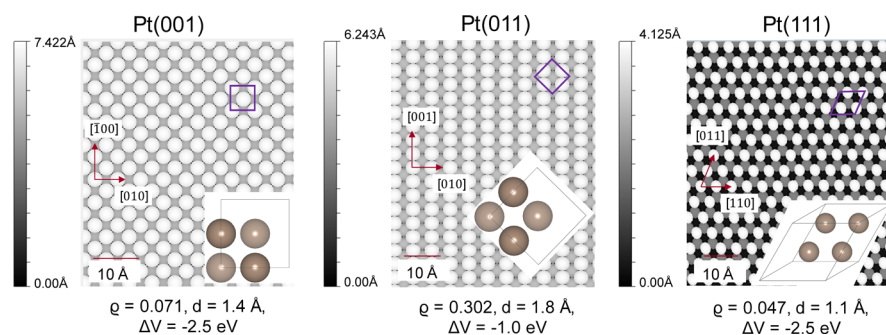 Pt(001)
7.422Å
[1̄00]
[010]
10 Å
0.00Å
ϱ = 0.071, d = 1.4 Å,
ΔV = -2.5 eV
Pt(011)
6.243Å
[001]
[010]
10 Å
0.00Å
ϱ = 0.302, d = 1.8 Å,
ΔV = -1.0 eV
Pt(111)
4.125Å
[011]
[110]
10 Å
0.00Å
ϱ = 0.047, d = 1.1 Å,
ΔV = -2.5 eV